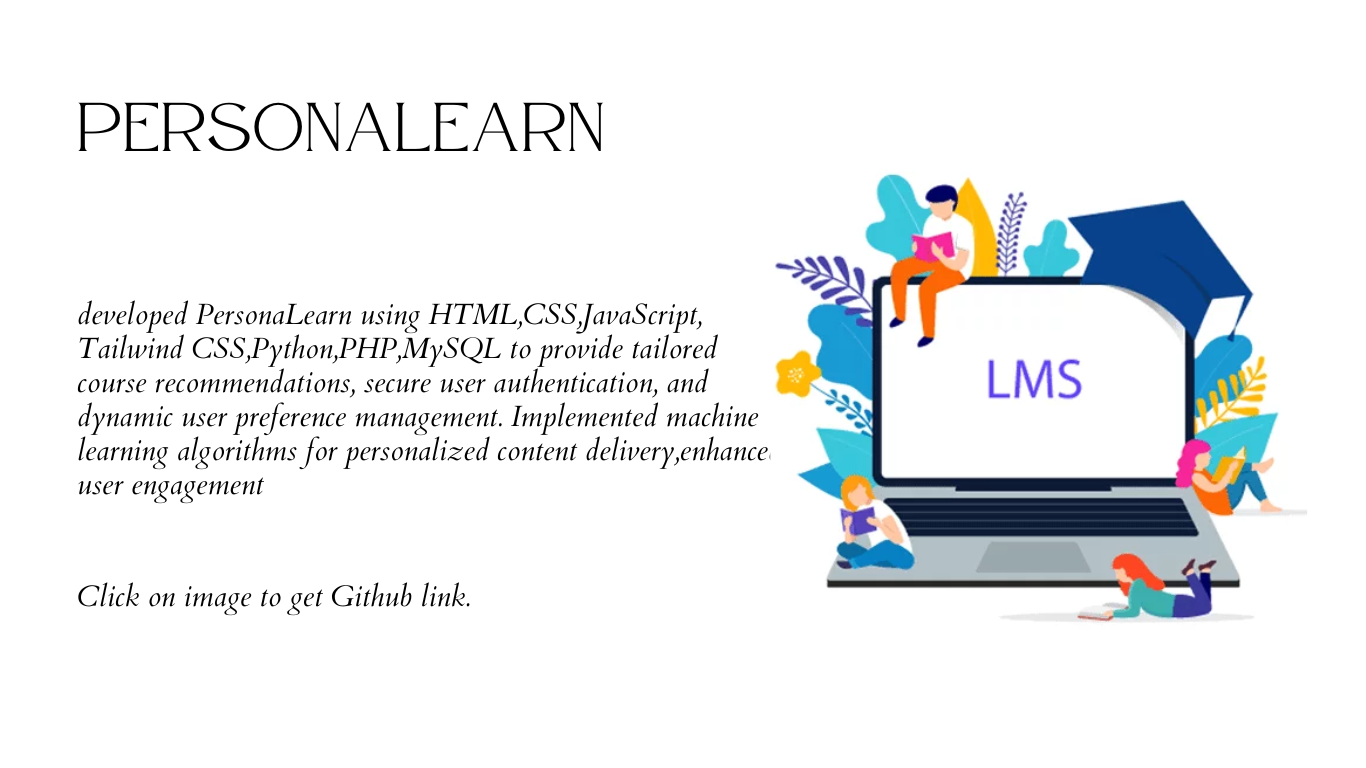 PERSONALEARN
developed PersonaLearn using HTML,CSS,JavaScript,
Tailwind CSS,Python,PHP,MySQL to provide tailored
course recommendations, secure user authentication, and
dynamic user preference management. Implemented machine
learning algorithms for personalized content delivery,enhance
user engagement
Click on image to get Github link.
LMS